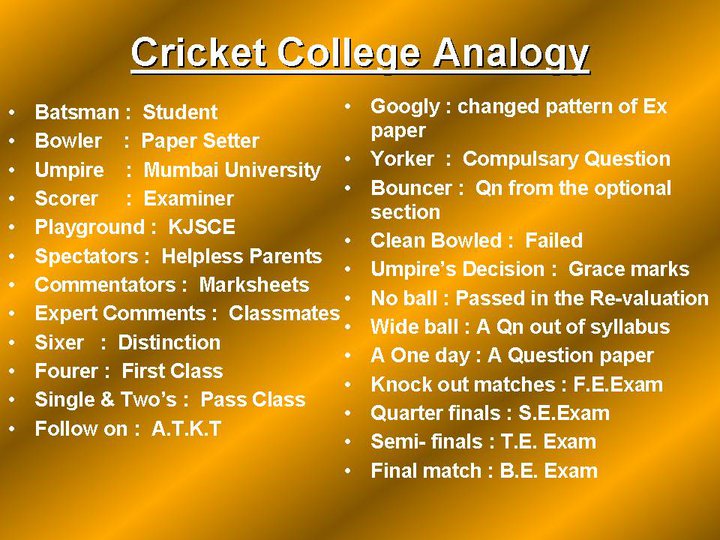 Cricket College Analogy
• Batsman : Student
• Bowler : Paper Setter
• Umpire : Mumbai University
• Scorer : Examiner
• Playground : KJSCE
• Spectators : Helpless Parents
• Commentators : Marksheets
• Expert Comments : Classmates
• Sixer : Distinction
• Fourer : First Class
• Single & Two's : Pass Class
• Follow on : A.T.K.T
• Googly : changed pattern of Ex
paper
• Yorker : Compulsary Question
• Bouncer : Qn from the optional
section
• Clean Bowled : Failed
• Umpire's Decision : Grace marks
• No ball : Passed in the Re-valuation
• Wide ball : A Qn out of syllabus
• A One day : A Question paper
• Knock out matches : F.E.Exam
• Quarter finals : S.E.Exam
• Semi- finals : T.E. Exam
• Final match : B.E. Exam